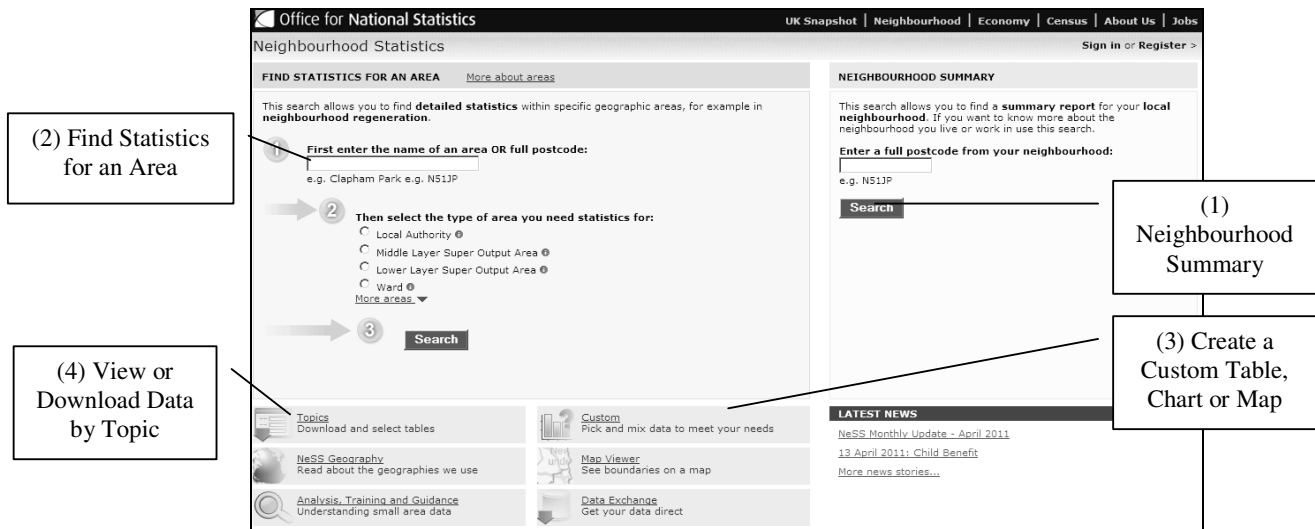 Office for National Statistics
UK Snapshot | Neighbourhood | Economy | Census | About Us | Jobs
Neighbourhood Statistics
Sign in or Register >
FIND STATISTICS FOR AN AREA More about areas
This search allows you to find detailed statistics within specific geographic areas, for example in
neighbourhood regeneration.
1
First enter the name of an area OR full postcode:
e.g. Clapham Park e.g. N51JP
2
Then select the type of area you need statistics for:
Local Authority
Middle Layer Super Output Area
Lower Layer Super Output Area
Ward
More areas
3
Search
NEIGHBOURHOOD SUMMARY
This search allows you to find a summary report for your local
neighbourhood. If you want to know more about the
neighbourhood you live or work in use this search.
Enter a full postcode from your neighbourhood:
e.g. N51JP
Search
Topics
Download and select tables
Custom
Pick and mix data to meet your needs
NeSS Geography
Read about the geographies we use
Map Viewer
See boundaries on a map
Analysis, Training and Guidance
Understanding small area data
Data Exchange
Get your data direct
LATEST NEWS
NeSS Monthly Update - April 2011
13 April 2011: Child Benefit
More news stories...
(2) Find Statistics
for an Area
(4) View or
Download Data
by Topic
(1)
Neighbourhood
Summary
(3) Create a
Custom Table,
Chart or Map